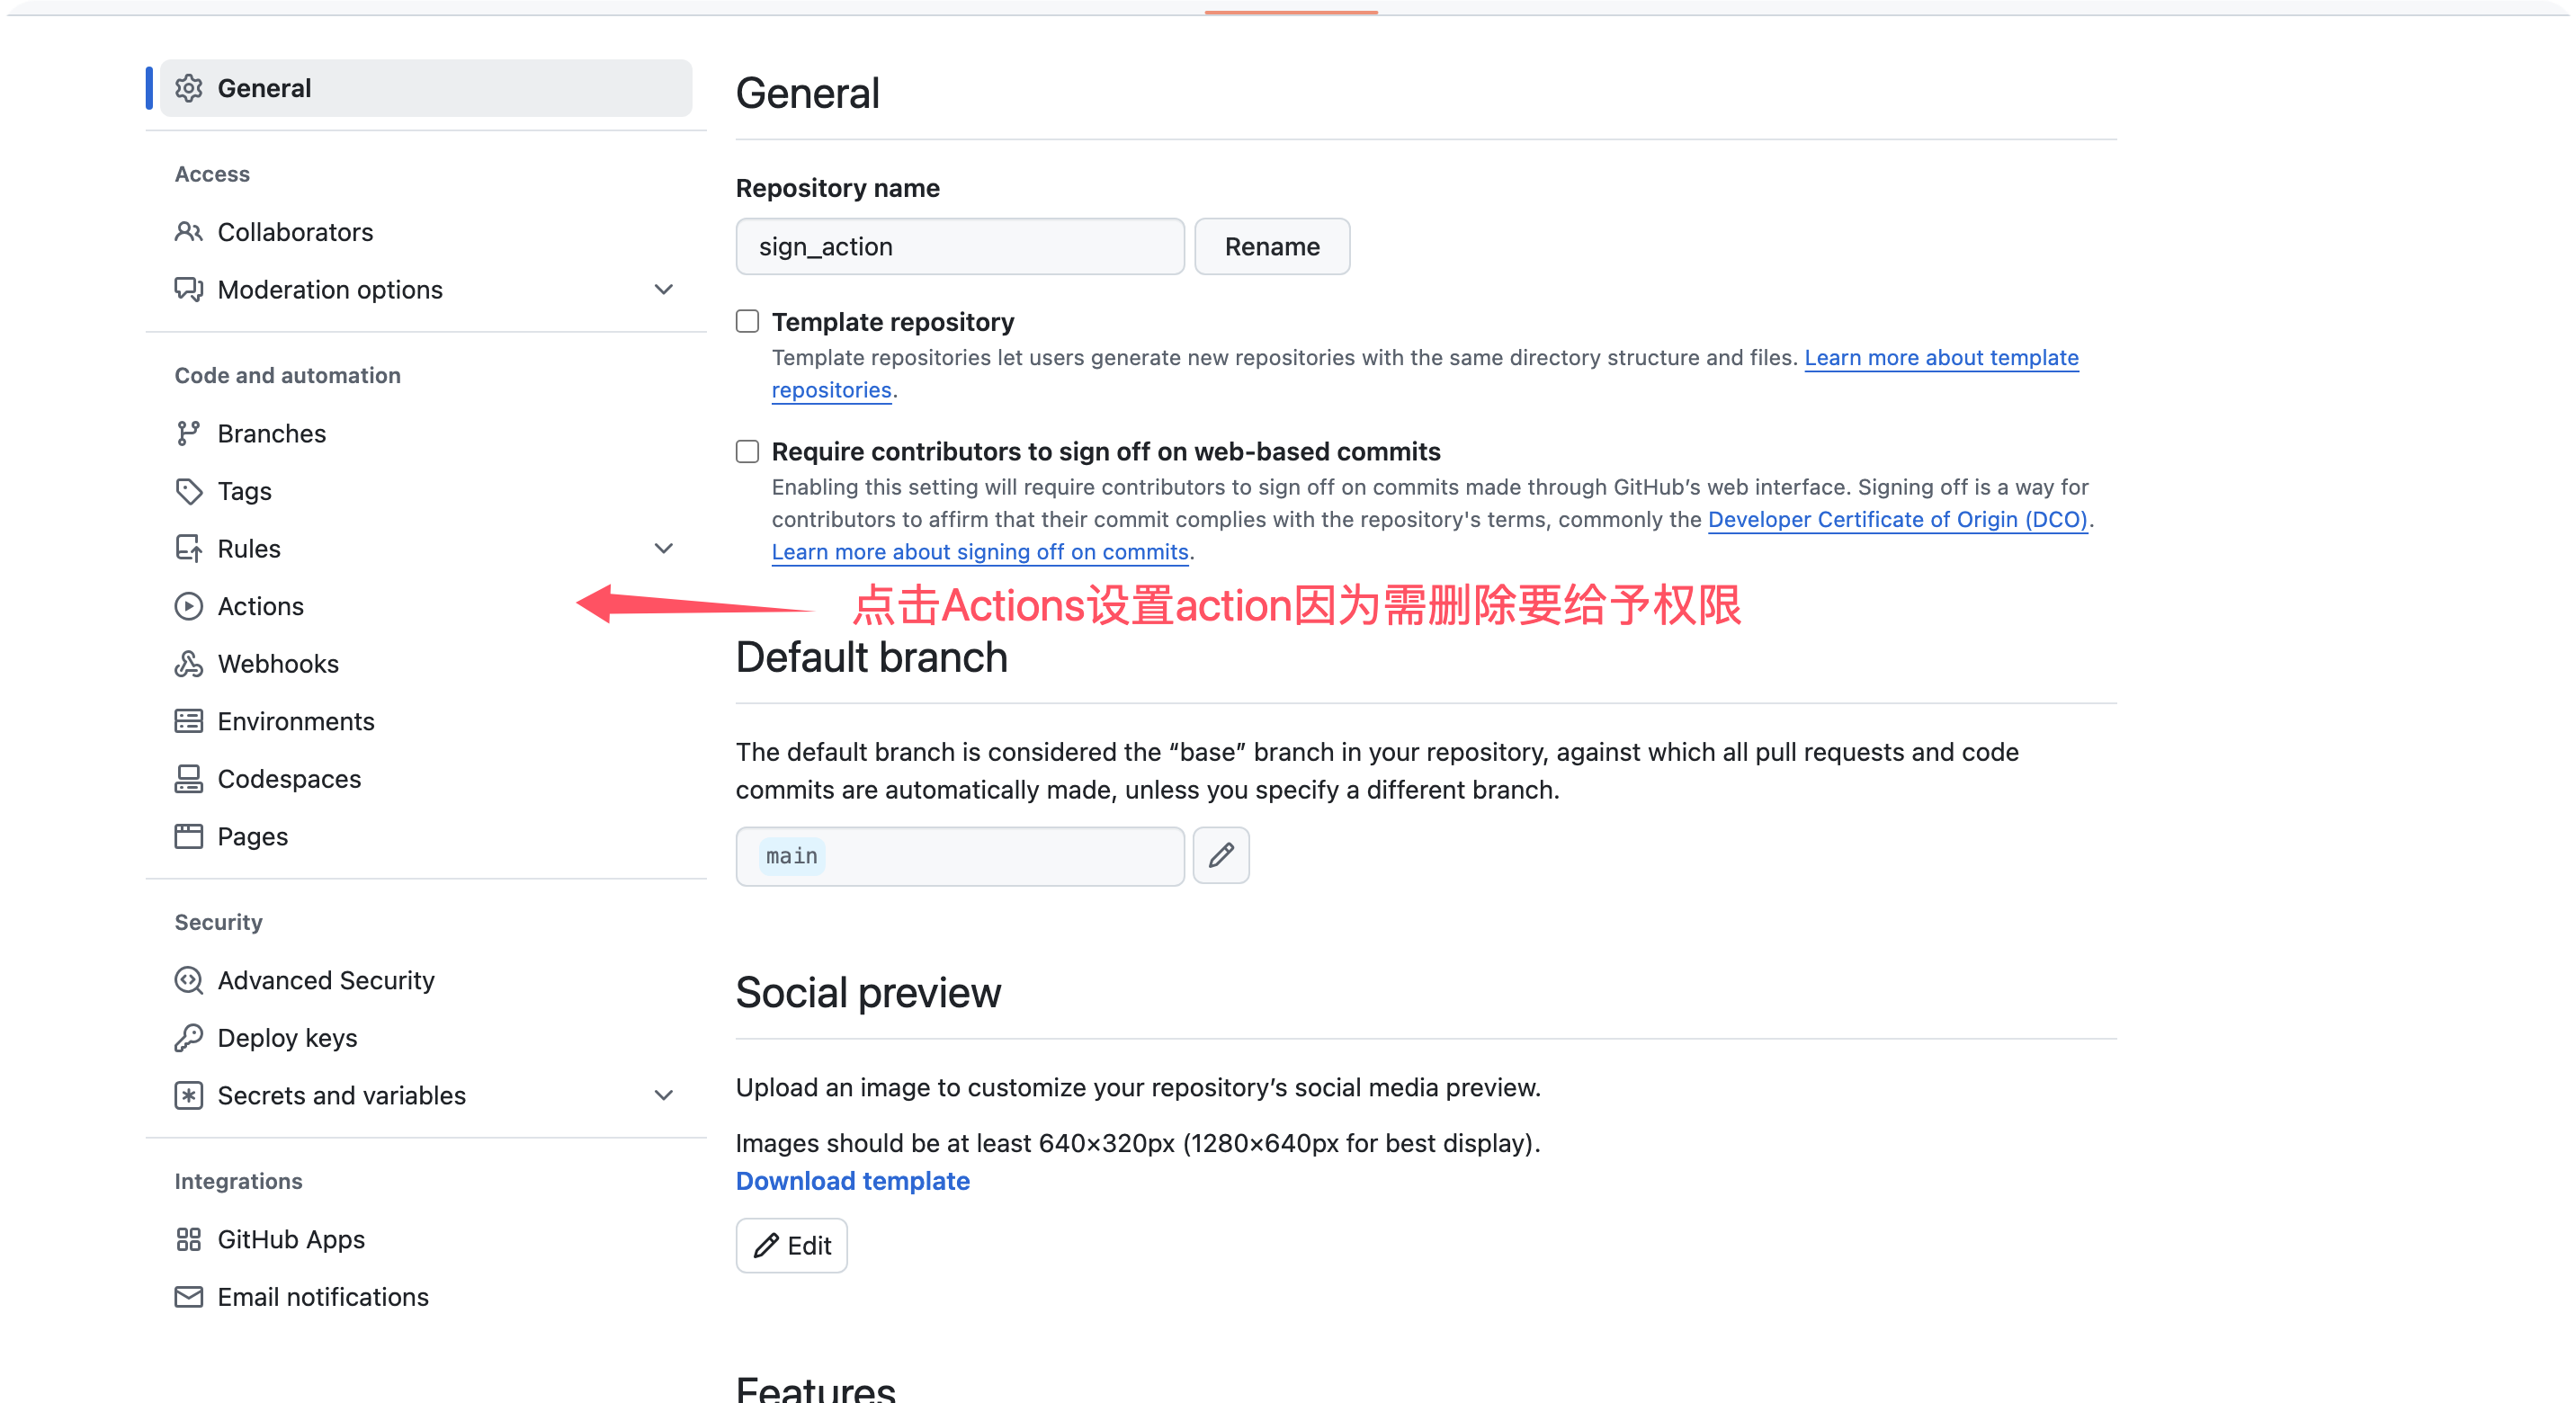 General
Access
Collaborators
Moderation options
Code and automation
Branches
Tags
Rules
Actions
Webhooks
Environments
Codespaces
Pages
Security
Advanced Security
Deploy keys
Secrets and variables
Integrations
GitHub Apps
Email notifications
General
Repository name
sign_action
Rename
Template repository
Template repositories let users generate new repositories with the same directory structure and files. Learn more about template
repositories.
Require contributors to sign off on web-based commits
Enabling this setting will require contributors to sign off on commits made through GitHub’s web interface. Signing off is a way for
contributors to affirm that their commit complies with the repository's terms, commonly the Developer Certificate of Origin (DCO).
Learn more about signing off on commits.
点击Actions设置action因为需删除要给予权限
Default branch
The default branch is considered the “base” branch in your repository, against which all pull requests and code
commits are automatically made, unless you specify a different branch.
main
Social preview
Upload an image to customize your repository’s social media preview.
Images should be at least 640×320px (1280×640px for best display).
Download template
Edit
Features